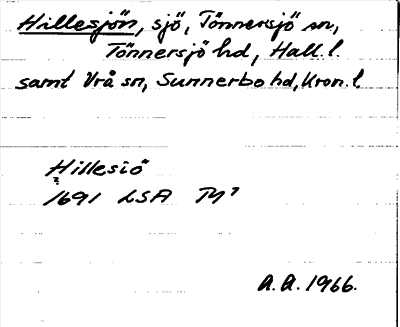 Hillesjön, sjö, Tönnersjö sn,
Tönnersjö hd, Hall. l.
samt Vrå sn, Sunnerbo hd, Kron. l.
Hillesiö
1691 LSA
A.A. 1966.